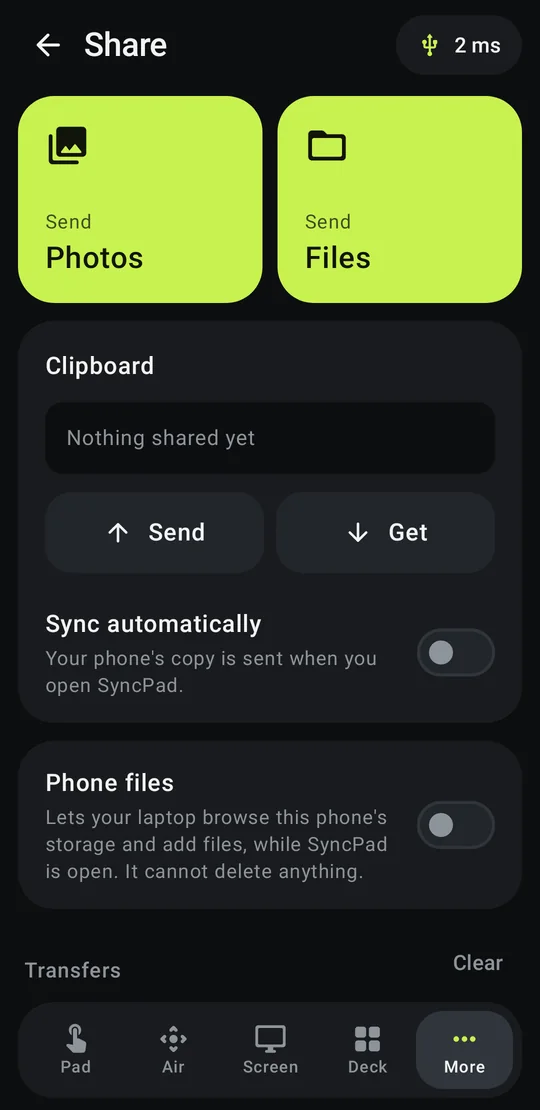 Share
2 ms
Send
Photos
Send
Files
Clipboard
Nothing shared yet
Send
Get
Sync automatically
Your phone's copy is sent when you
open SyncPad.
Phone files
Lets your laptop browse this phone's
storage and add files, while SyncPad
is open. It cannot delete anything.
Transfers
Clear
Pad
Air
Screen
Deck
More